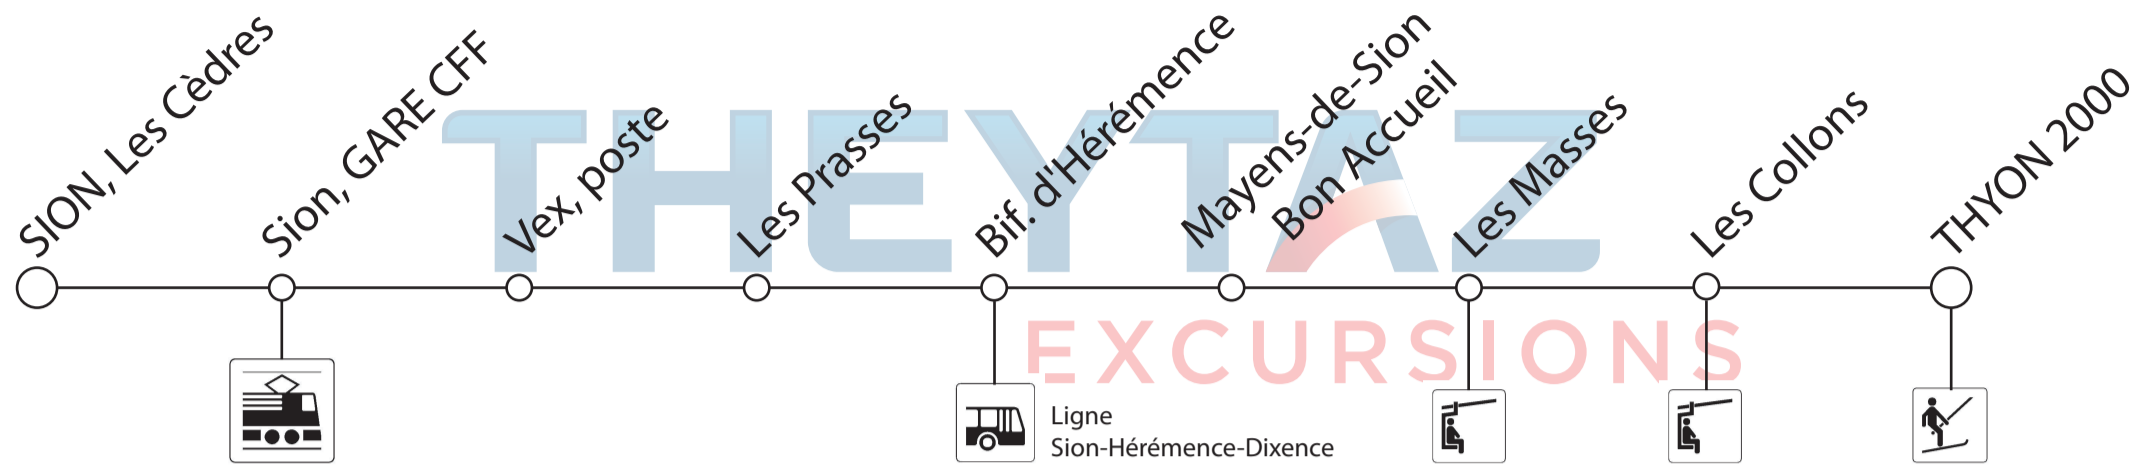 SION, Les Cèdres
Sion, GARE CFF
Vex, poste
Les Prasses
Bif. d'Hérémence
Mayens-de-Sion
Bon Accueil
Les Masses
Les Collons
THYON 2000
THEYTAZ
EXCURSIONS
Ligne
Sion-Hérémence-Dixence